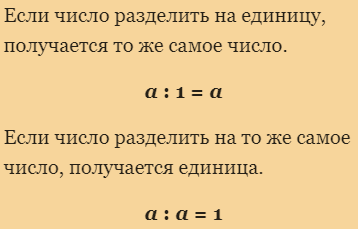 Если число разделить на единицу,
получается то же самое число.
a : 1 = a
Если число разделить на то же самое
число, получается единица.
a : a = 1